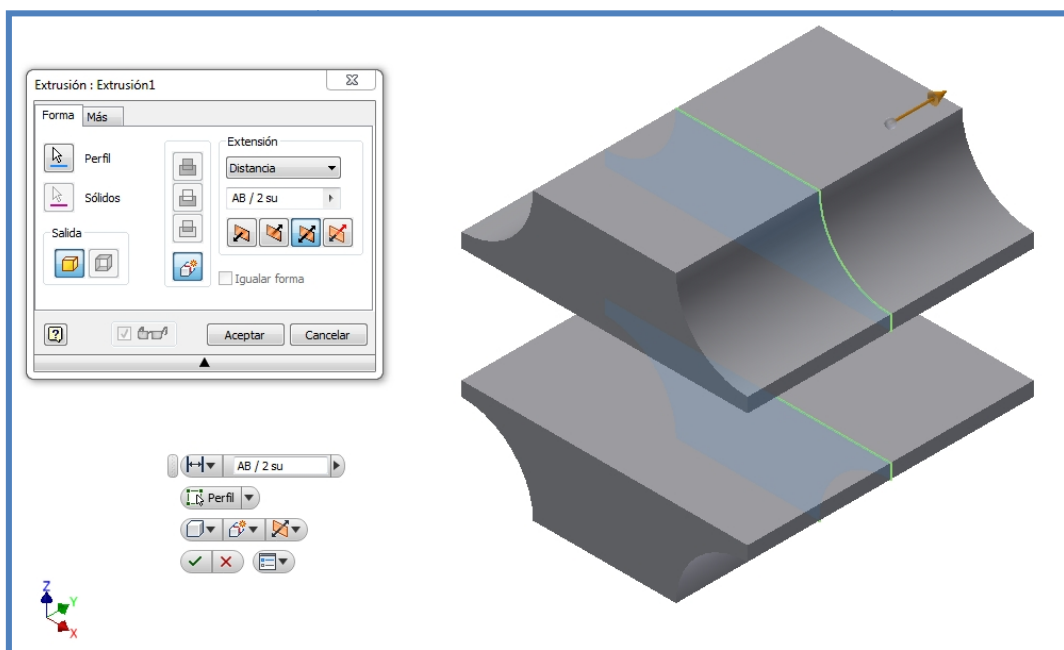 Extrusión : Extrusión1
Forma
Más
Perfil
Sólidos
Salida
Extensión
Distancia
AB / 2 su
Igualar forma
Aceptar
Cancelar
AB / 2 su
Perfil
Z
Y
X